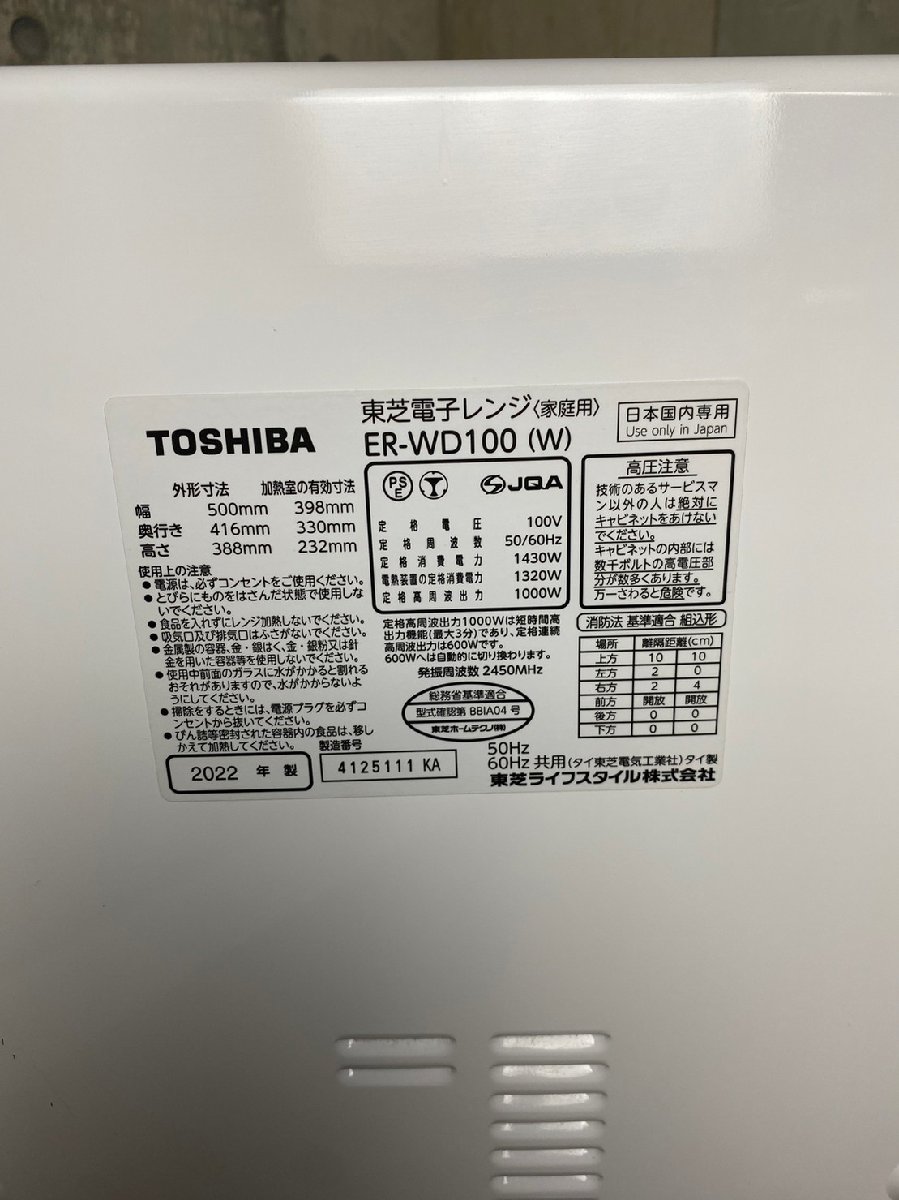 TOSHIBA
東芝電子レンジ〈家庭用〉
ER-WD100 (W)
日本国内専用
Use only in Japan
外形寸法 加熱室の有効寸法
幅 500mm 398mm
奥行き 416mm 330mm
高さ 388mm 232mm
使用上の注意
●電源は、必ずコンセントをご使用ください。
●とびらにものをはさんだ状態で使用しな
いでください。
●食品を入れずにレンジ加熱しないでください。
●吸気口及び排気口はふさがないでください。
●金属製の容器、金・銀はく、金・銀粉又は針
金を用いた容器等を使用しないでください。
●使用中前面のガラスに水がかかると割れる
おそれがありますので、水がかからないよ
うにしてください。
●掃除をするときには、電源プラグを必ずコ
ンセントから抜いてください。
●びん詰等密封された容器内の食品は、移し
かえて加熱してください。
2022 年 製
製造番号
4125111 KA
PSE
JQA
定格電圧 100V
定格周波数 50/60Hz
定格消費電力 1430W
電熱装置の定格消費電力 1320W
定格高周波出力 1000W
定格高周波出力1000Wは短時間高
出力機能(最大3分)であり、定格連続
高周波出力は600Wです。
600Wへは自動的に切り換わります。
発振周波数 2450MHz
総務省基準適合
型式確認第 BBIA04 号
東芝ホームテクノ(株)
高圧注意
技術のあるサービスマ
ン以外の人は絶対に
キャビネットをあけない
でください。
キャビネットの内部には
数千ボルトの高電圧部
分が数多くあります。
万一さわると危険です。
消防法 基準適合 組込形
場所 離隔距離(cm)
上方 10 10
左方 2 0
右方 2 4
前方 開放 開放
後方 0 0
下方 0 0
50Hz
60Hz 共用 (タイ東芝電気工業社) タイ製
東芝ライフスタイル株式会社